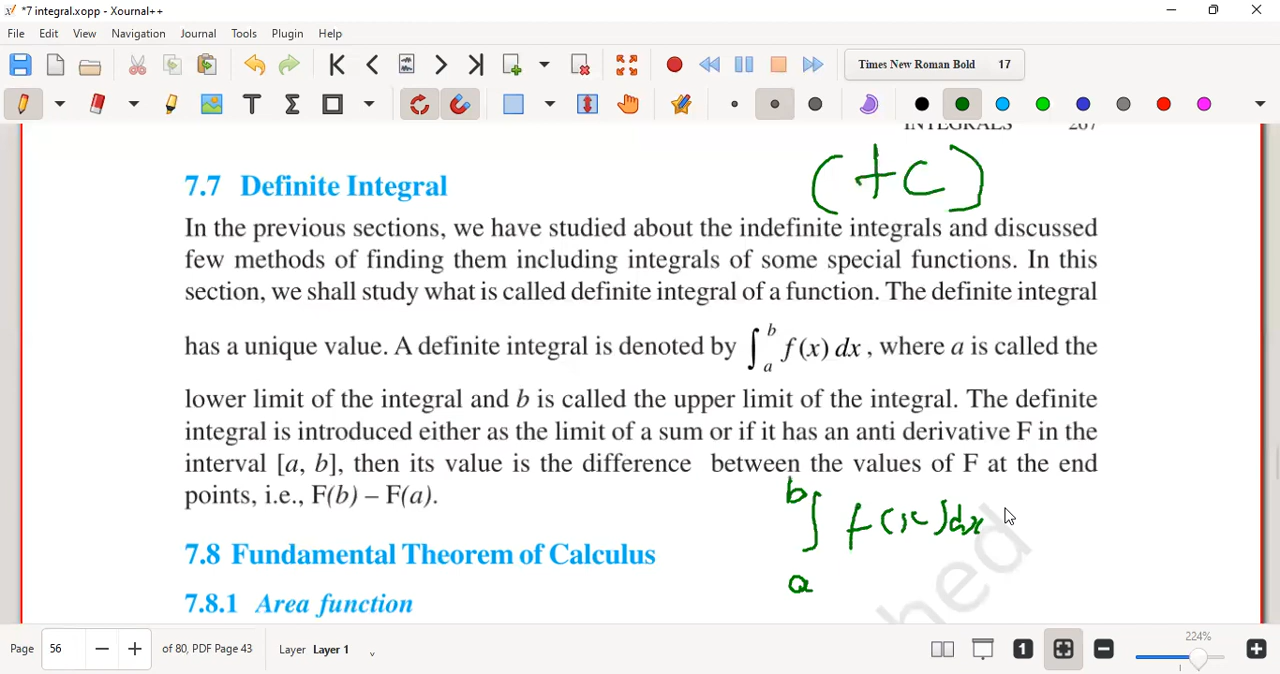 *7 integral.xopp - Xournal++
File Edit View Navigation Journal Tools Plugin Help
Times New Roman Bold 17
INTEGRALS 267
(+C)
7.7 Definite Integral
In the previous sections, we have studied about the indefinite integrals and discussed
few methods of finding them including integrals of some special functions. In this
section, we shall study what is called definite integral of a function. The definite integral
has a unique value. A definite integral is denoted by ∫ₐᵇ f (x) dx, where a is called the
lower limit of the integral and b is called the upper limit of the integral. The definite
integral is introduced either as the limit of a sum or if it has an anti derivative F in the
interval [a, b], then its value is the difference between the values of F at the end
points, i.e., F(b) – F(a).
b
∫ f(x)dx
a
7.8 Fundamental Theorem of Calculus
7.8.1 Area function
Page 56 of 80, PDF Page 43 Layer Layer 1 1 224%